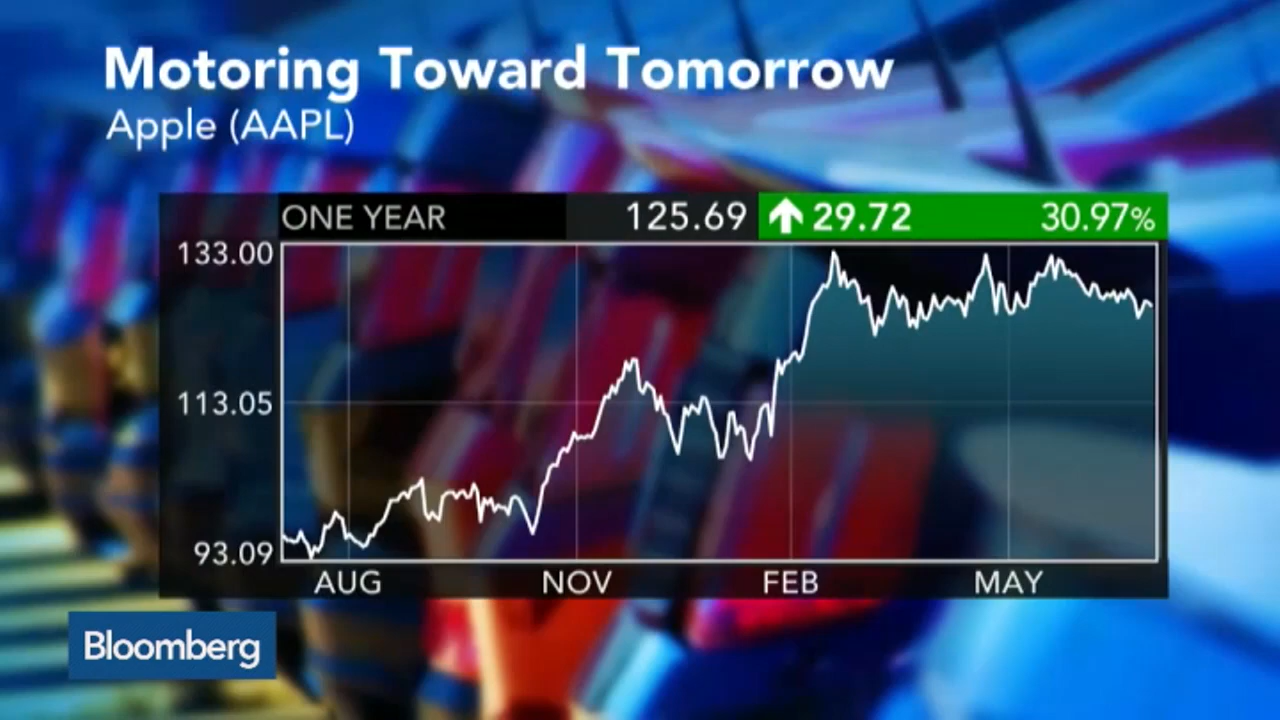 Motoring Toward Tomorrow
Apple (AAPL)
ONE YEAR 125.69 ↑ 29.72 30.97%
133.00
113.05
93.09
AUG NOV FEB MAY
Bloomberg